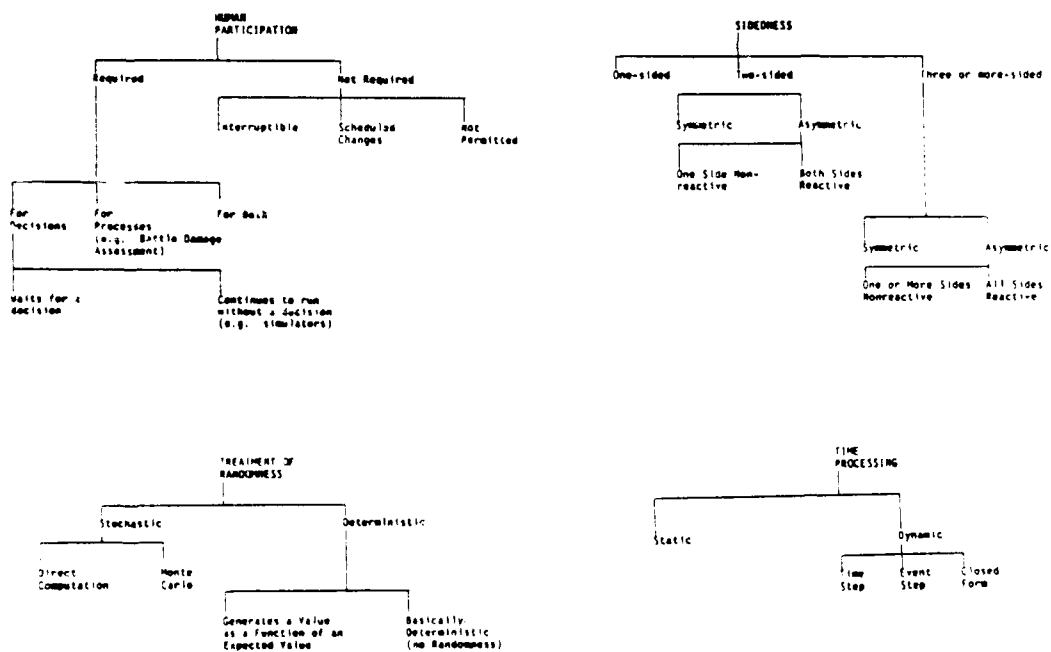 HUMAN
PARTICIPATION
Required
Not Required
Interruptible
Scheduled
Changes
Not
Permitted
For
Decisions
For
Processes
(e.g. Battle Damage
Assessment)
For Both
Waits for a
decision
Continues to run
without a decision
(e.g. simulators)
SIDEDNESS
One-sided
Two-sided
Three or more-sided
Symmetric
Asymmetric
One Side Non-
reactive
Both Sides
Reactive
Symmetric
Asymmetric
One or More Sides
Nonreactive
All Sides
Reactive
TREATMENT OF
RANDOMNESS
Stochastic
Deterministic
Direct
Computation
Monte
Carlo
Generates a Value
as a Function of an
Expected Value
Basically
Deterministic
(no Randomness)
TIME
PROCESSING
Static
Dynamic
Time
Step
Event
Step
Closed
Form